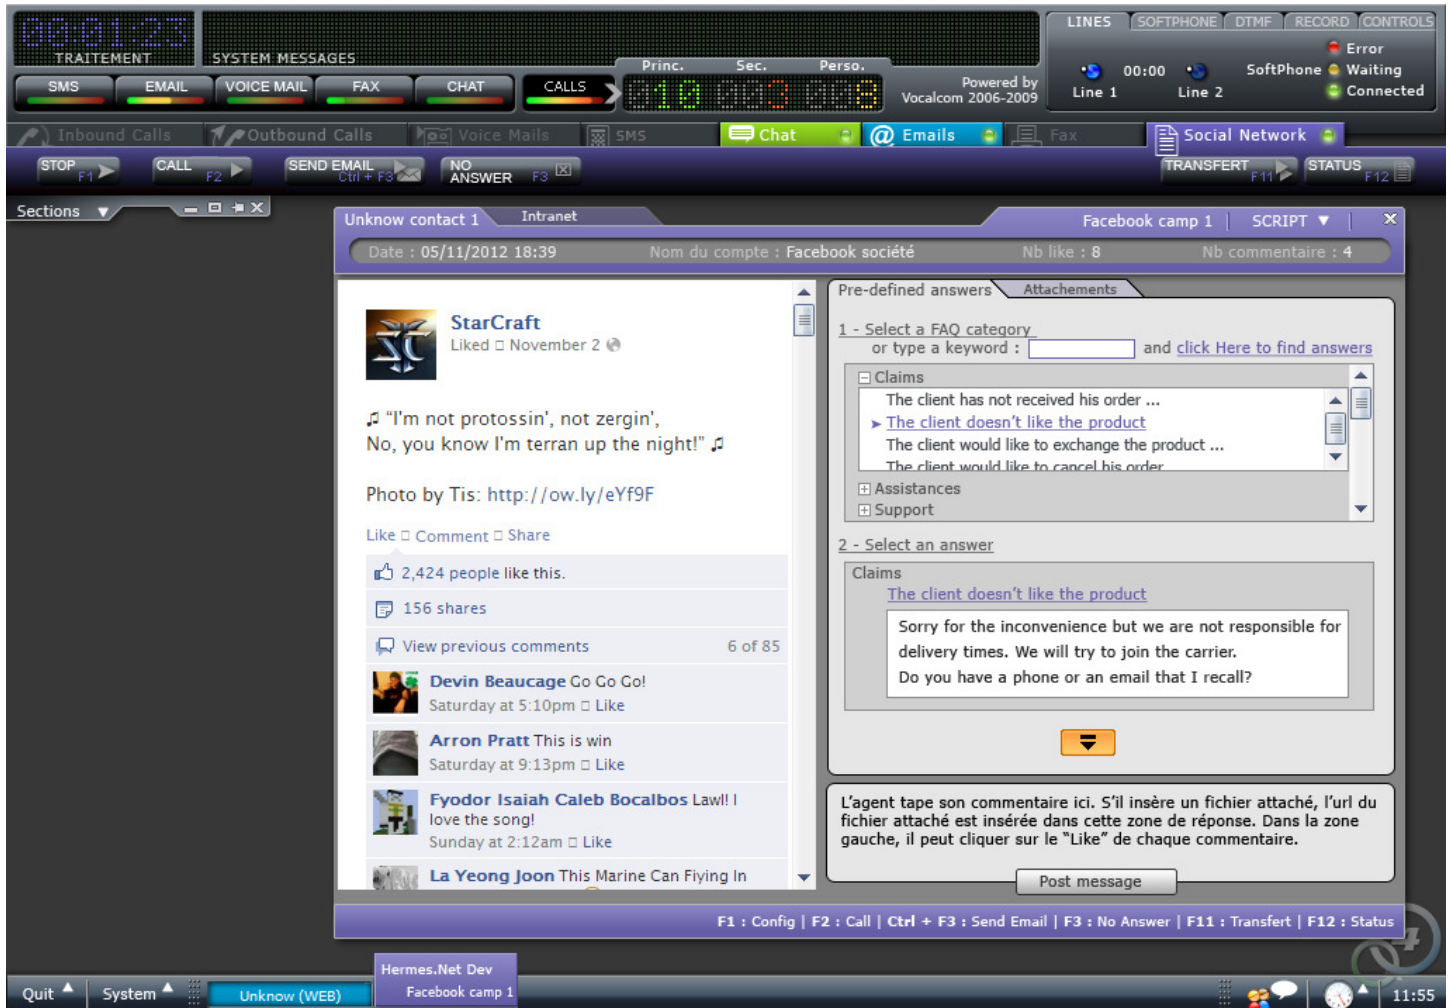 00:01:23
TRAITEMENT
SYSTEM MESSAGES
SMS
EMAIL
VOICE MAIL
FAX
CHAT
CALLS
Princ. Sec. Perso.
010 003 008
Powered by
Vocalcom 2006-2009
LINES SOFTPHONE DTMF RECORD CONTROLS
00:00
Line 1
Line 2
SoftPhone
Error
Waiting
Connected
Inbound Calls
Outbound Calls
Voice Mails
SMS
Chat
@ Emails
Fax
Social Network
STOP F1
CALL F2
SEND EMAIL Ctrl + F3
NO ANSWER F3
TRANSFERT F11
STATUS F12
Sections
Unknow contact 1
Intranet
Facebook camp 1 | SCRIPT ▼ |
Date : 05/11/2012 18:39
Nom du compte : Facebook société
Nb like : 8
Nb commentaire : 4
StarCraft
Liked □ November 2
♫ “I'm not protossin', not zergin',
No, you know I'm terran up the night!” ♫
Photo by Tis: http://ow.ly/eYf9F
Like □ Comment □ Share
2,424 people like this.
156 shares
View previous comments 6 of 85
Devin Beaucage Go Go Go!
Saturday at 5:10pm □ Like
Arron Pratt This is win
Saturday at 9:13pm □ Like
Fyodor Isaiah Caleb Bocalbos Lawl! I
love the song!
Sunday at 2:12am □ Like
La Yeong Joon This Marine Can Fiying In
Pre-defined answers
Attachements
1 - Select a FAQ category
or type a keyword : and click Here to find answers
Claims
The client has not received his order ...
The client doesn't like the product
The client would like to exchange the product ...
The client would like to cancel his order
Assistances
Support
2 - Select an answer
Claims
The client doesn't like the product
Sorry for the inconvenience but we are not responsible for
delivery times. We will try to join the carrier.
Do you have a phone or an email that I recall?
L'agent tape son commentaire ici. S'il insère un fichier attaché, l'url du
fichier attaché est insérée dans cette zone de réponse. Dans la zone
gauche, il peut cliquer sur le “Like” de chaque commentaire.
Post message
F1 : Config | F2 : Call | Ctrl + F3 : Send Email | F3 : No Answer | F11 : Transfert | F12 : Status
4
Quit
System
Unknow (WEB)
Hermes.Net Dev
Facebook camp 1
11:55